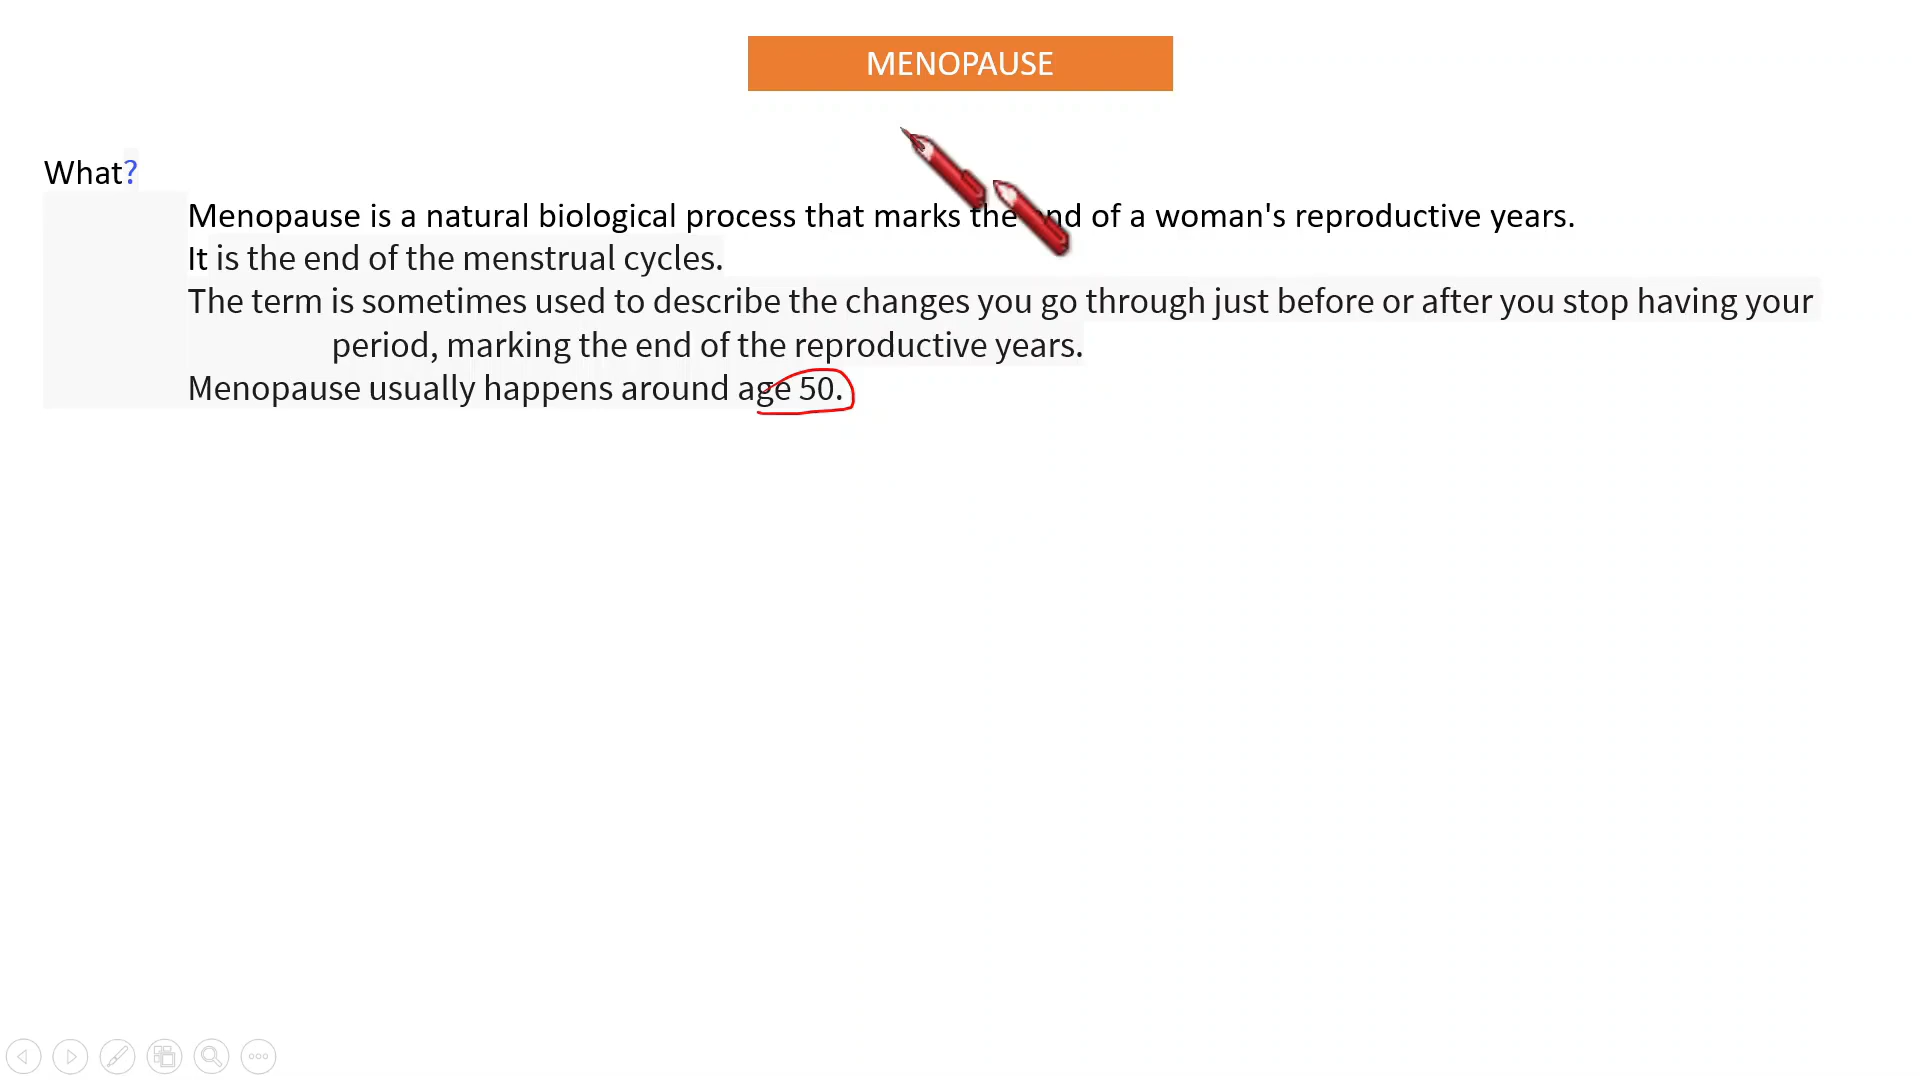 MENOPAUSE
What?
Menopause is a natural biological process that marks the end of a woman's reproductive years.
It is the end of the menstrual cycles.
The term is sometimes used to describe the changes you go through just before or after you stop having your
period, marking the end of the reproductive years.
Menopause usually happens around age 50.